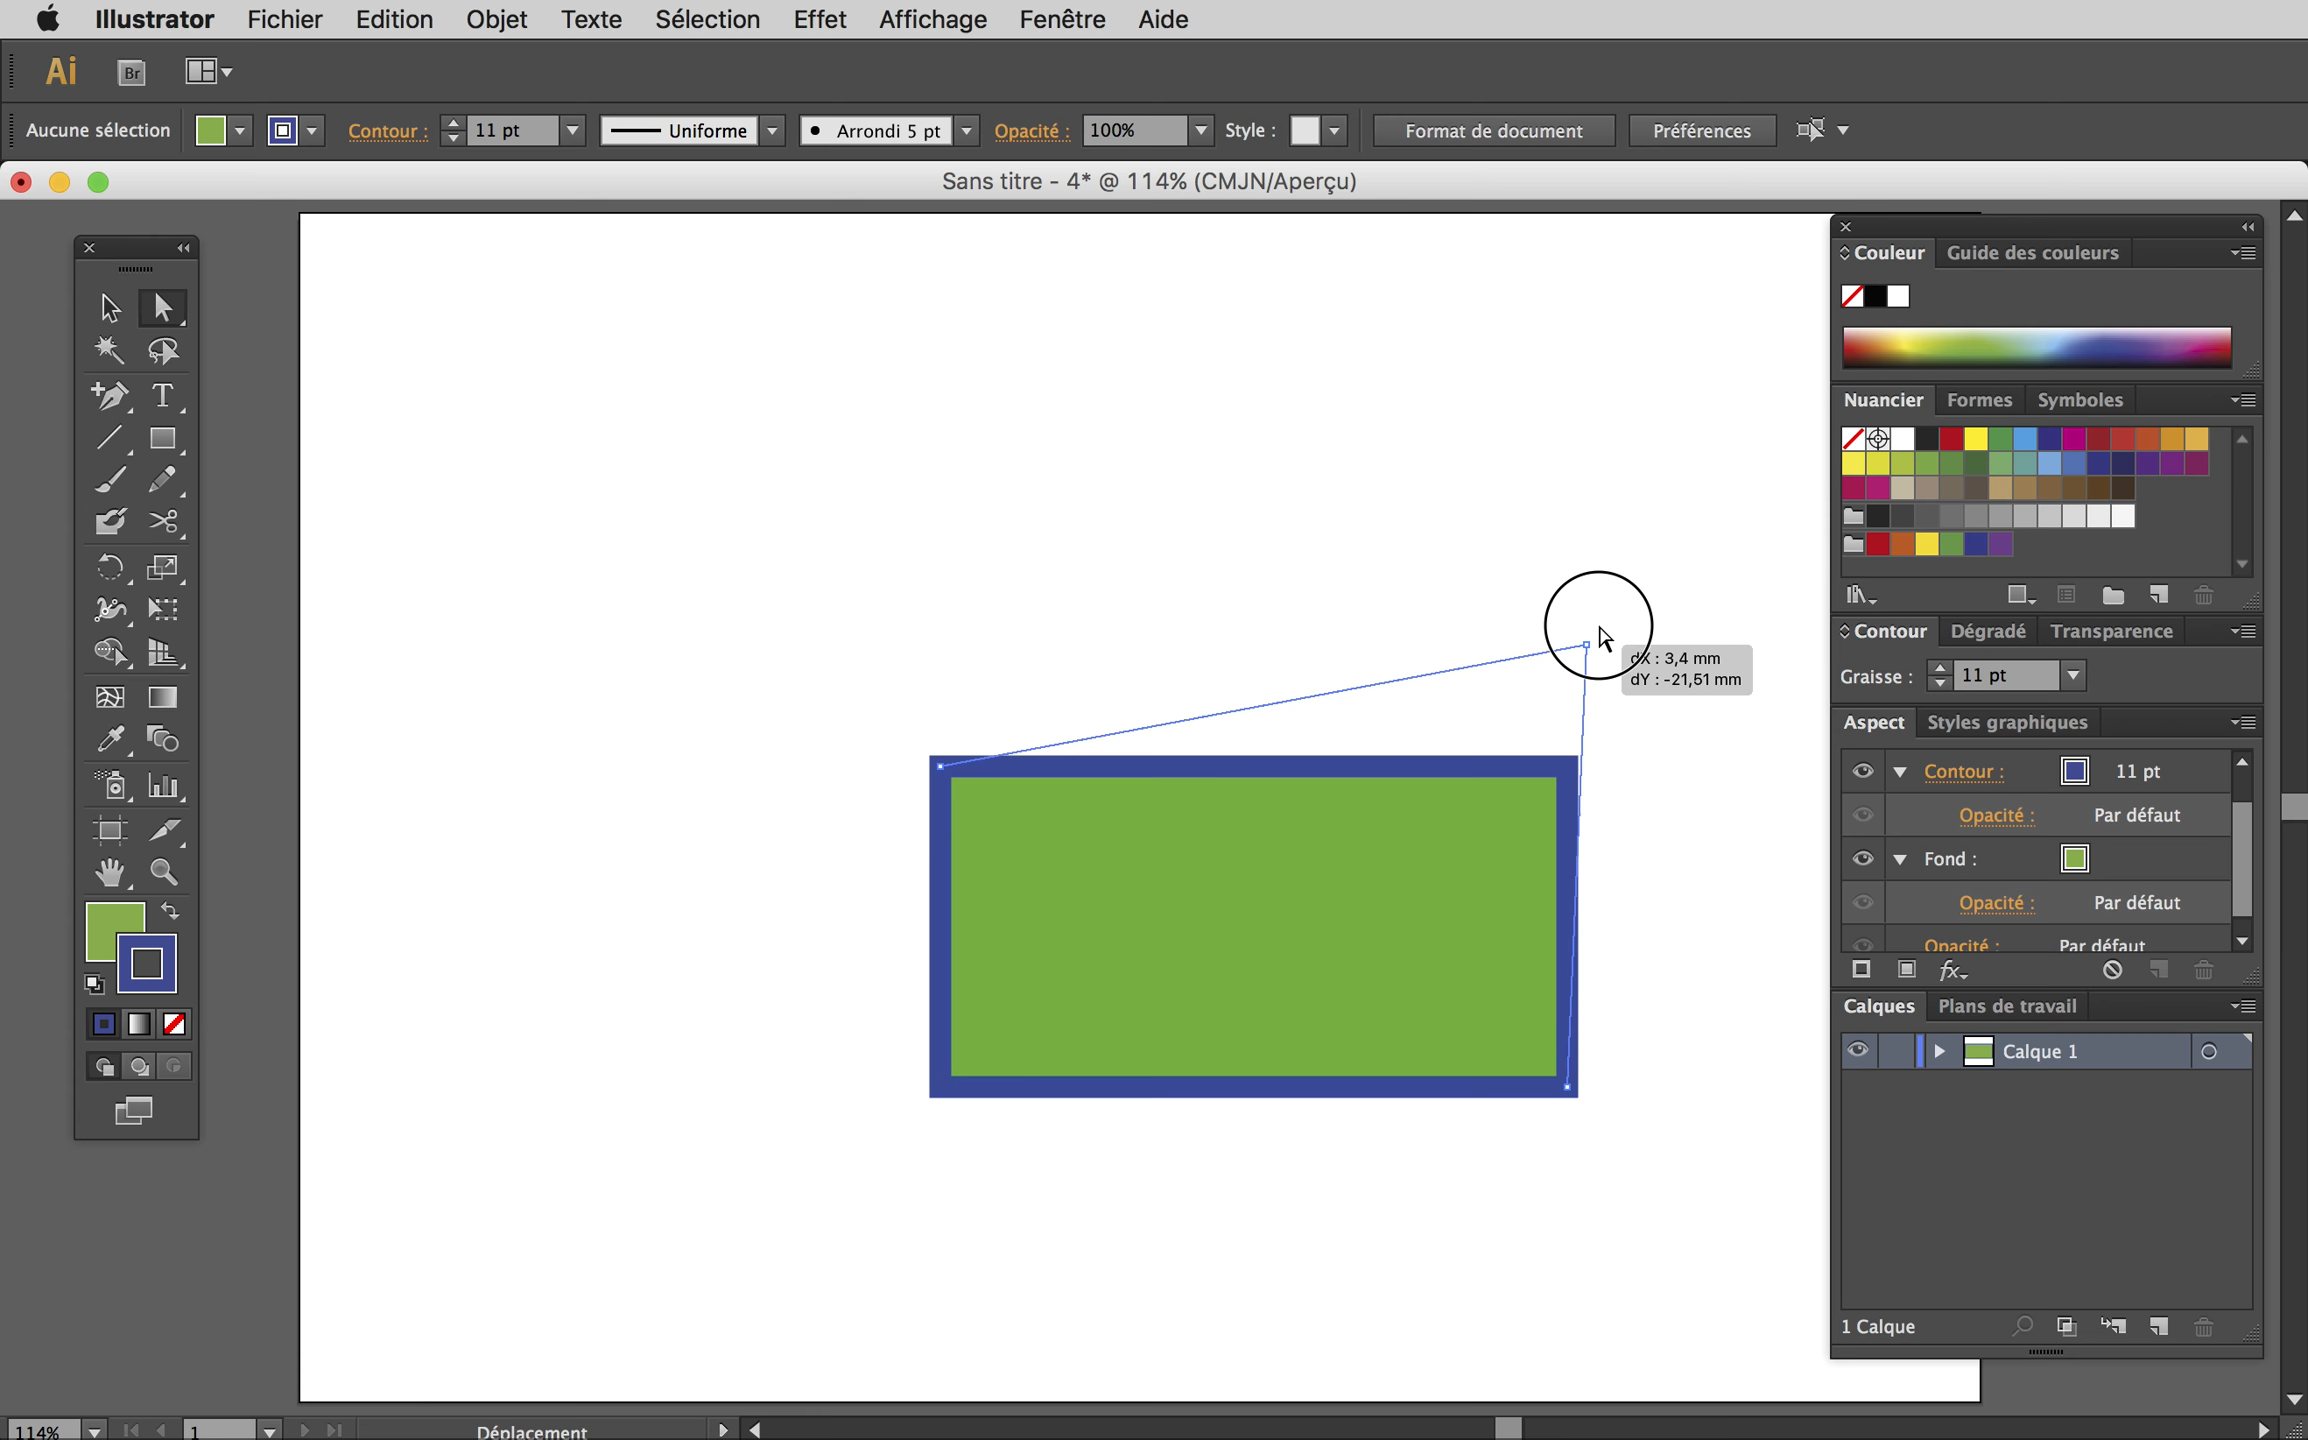 Illustrator Fichier Edition Objet Texte Sélection Effet Affichage Fenêtre Aide
Ai Br
Aucune sélection Contour : 11 pt Uniforme Arrondi 5 pt Opacité : 100% Style : Format de document Préférences
Sans titre - 4* @ 114% (CMJN/Aperçu)
Couleur Guide des couleurs
Nuancier Formes Symboles
Contour Dégradé Transparence
dX : 3,4 mm
dY : -21,51 mm
Graisse : 11 pt
Aspect Styles graphiques
Contour : 11 pt
Opacité : Par défaut
Fond :
Opacité : Par défaut
Opacité : Par défaut
fx
Calques Plans de travail
Calque 1
1 Calque
114% 1 Déplacement